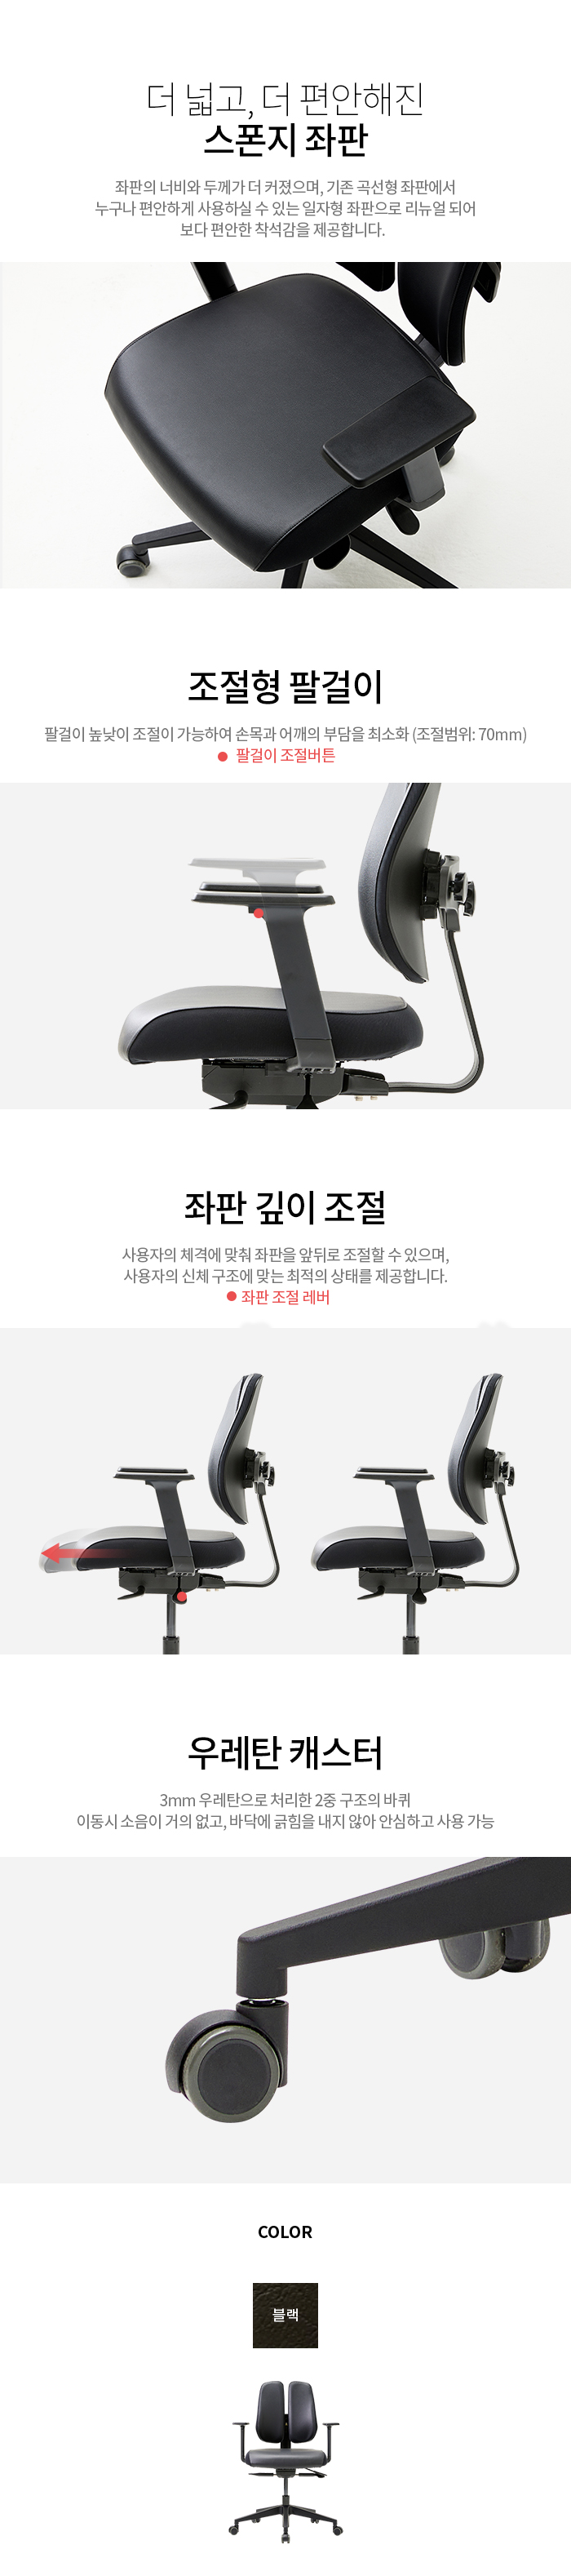 더 넓고, 더 편안해진
스폰지 좌판
좌판의 너비와 두께가 더 커졌으며, 기존 곡선형 좌판에서
누구나 편안하게 사용하실 수 있는 일자형 좌판으로 리뉴얼 되어
보다 편안한 착석감을 제공합니다.
조절형 팔걸이
팔걸이 높낮이 조절이 가능하여 손목과 어깨의 부담을 최소화 (조절범위: 70mm)
● 팔걸이 조절버튼
좌판 깊이 조절
사용자의 체격에 맞춰 좌판을 앞뒤로 조절할 수 있으며,
사용자의 신체 구조에 맞는 최적의 상태를 제공합니다.
● 좌판 조절 레버
우레탄 캐스터
3mm 우레탄으로 처리한 2중 구조의 바퀴
이동시 소음이 거의 없고, 바닥에 긁힘을 내지 않아 안심하고 사용 가능
COLOR
블랙